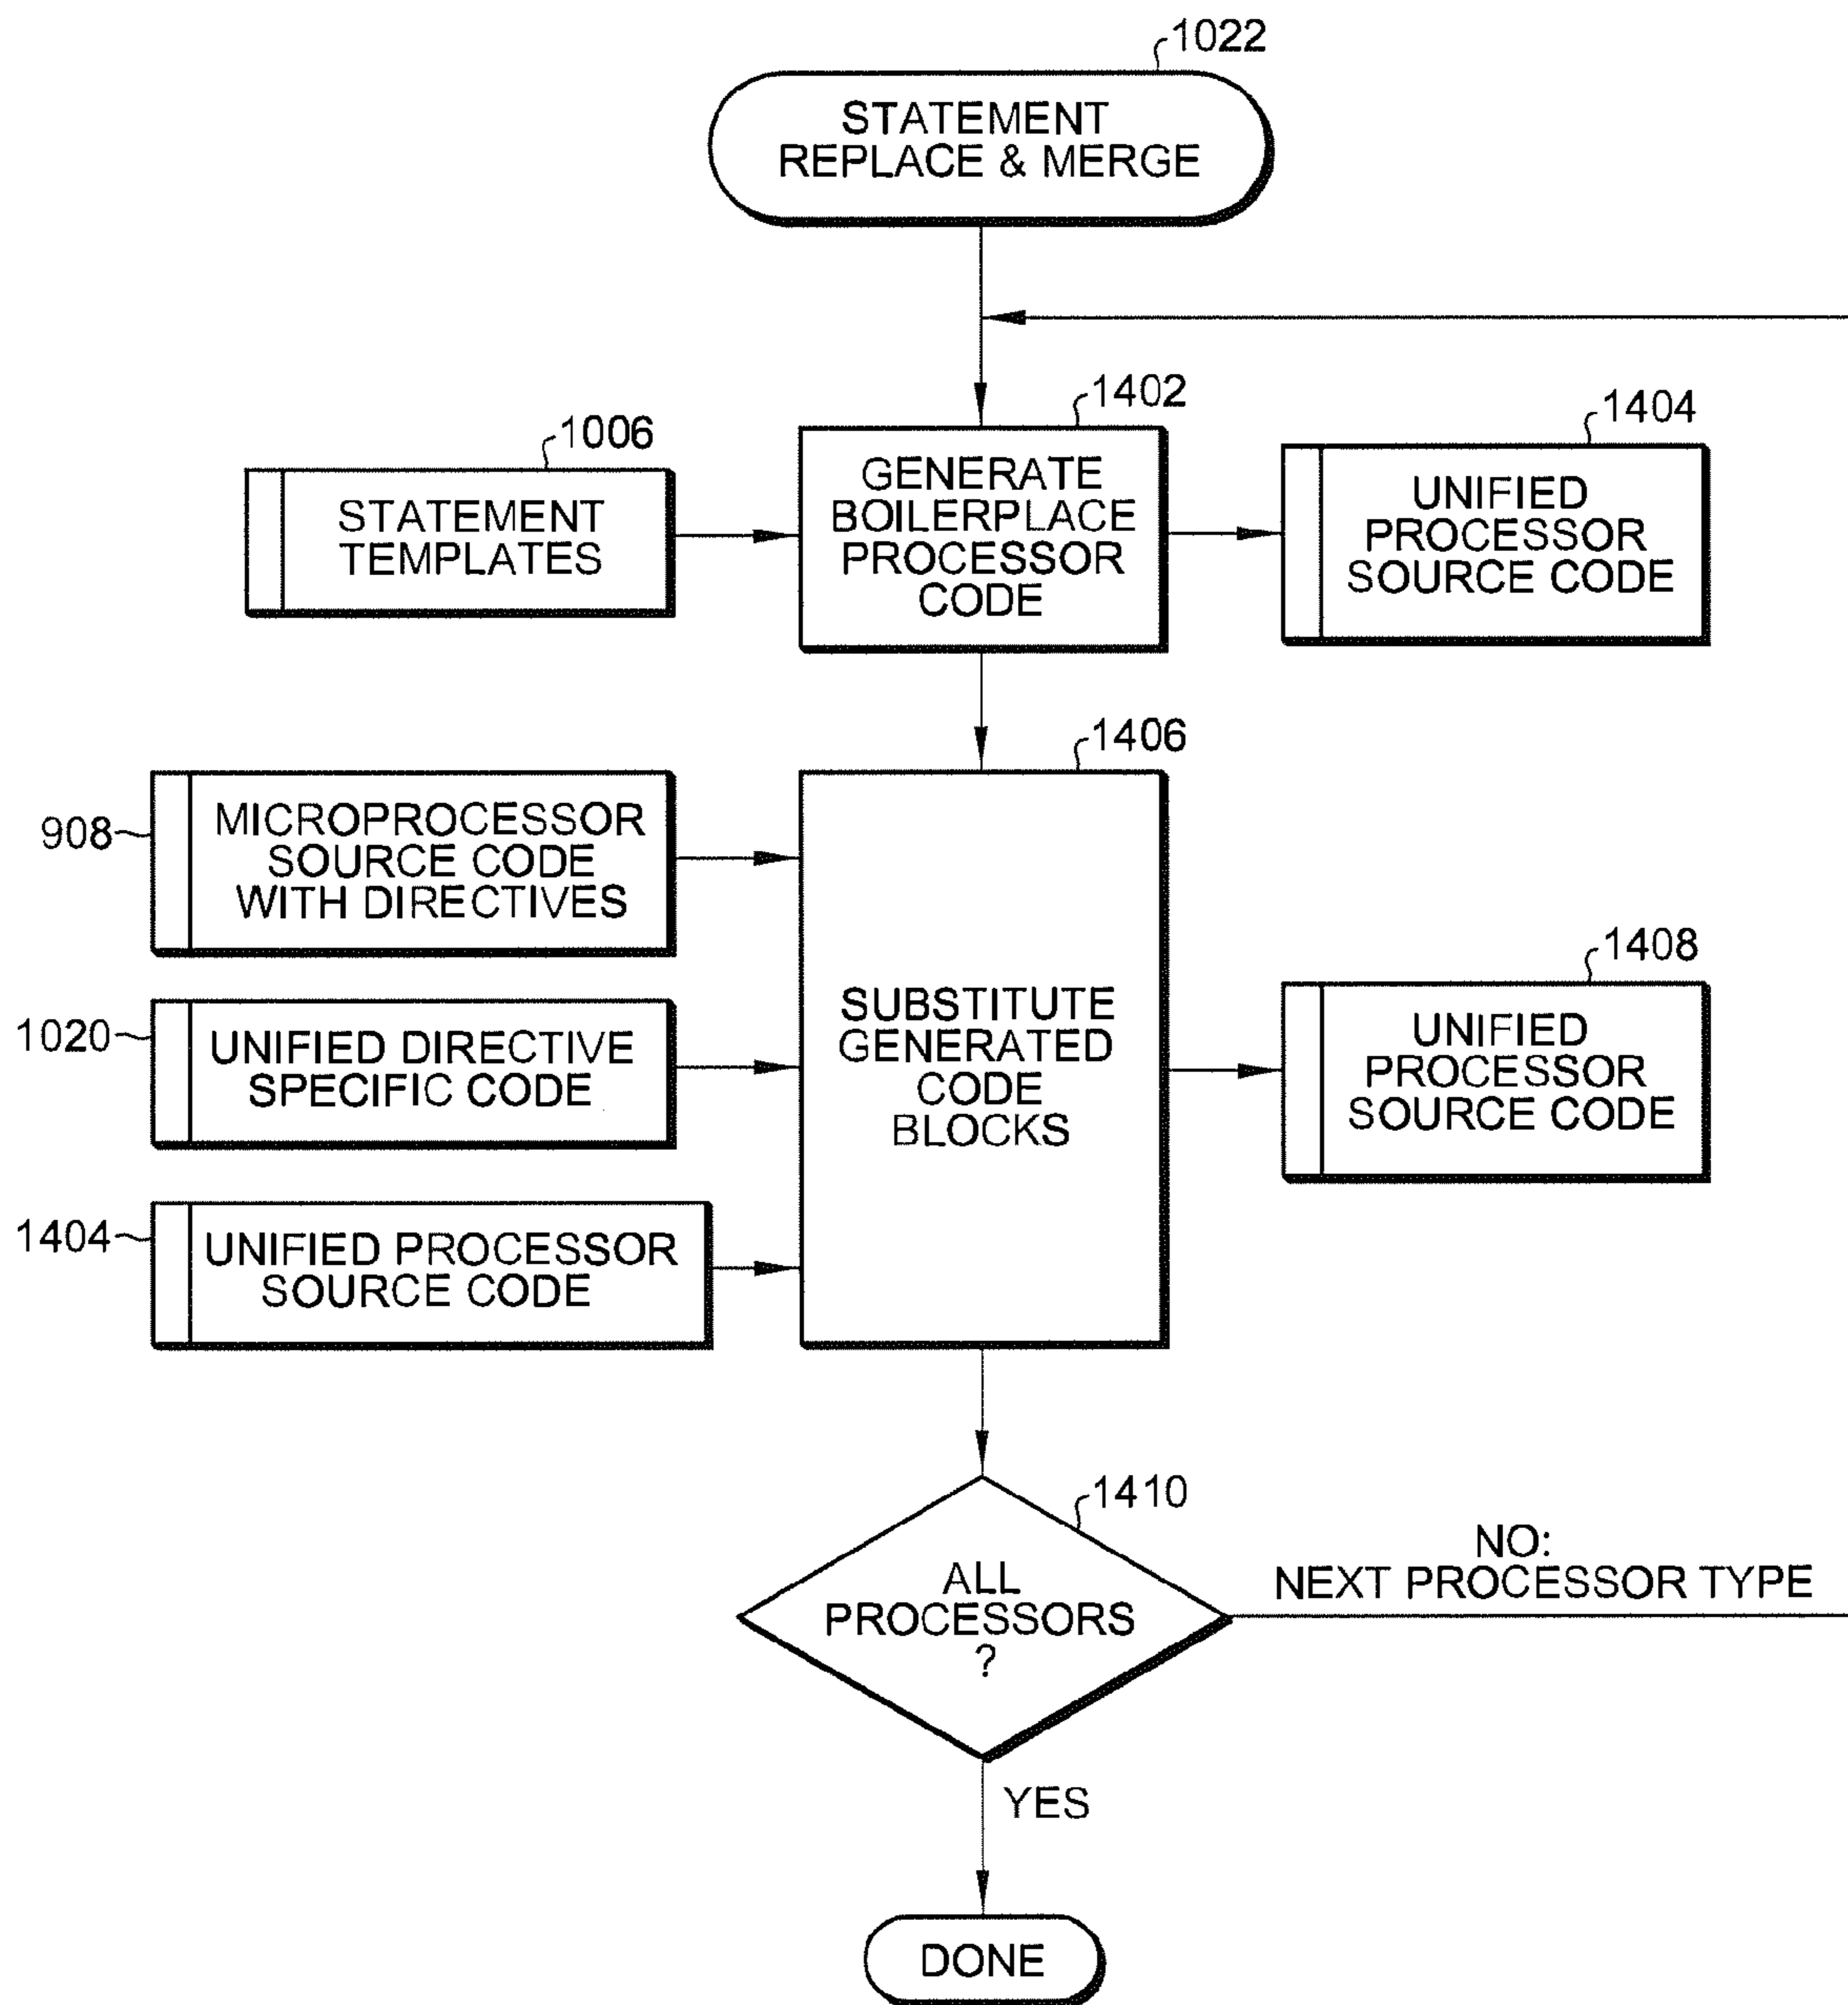 1022
STATEMENT
REPLACE & MERGE
1402
1404
1006
GENERATE
BOILERPLACE
PROCESSOR
CODE
STATEMENT
TEMPLATES
UNIFIED
PROCESSOR
SOURCE CODE
1406
908
MICROPROCESSOR
SOURCE CODE
WITH DIRECTIVES
1408
1020
UNIFIED DIRECTIVE
SPECIFIC CODE
SUBSTITUTE
GENERATED
CODE
BLOCKS
UNIFIED
PROCESSOR
SOURCE CODE
1404
UNIFIED PROCESSOR
SOURCE CODE
1410
ALL
PROCESSORS
?
NO:
NEXT PROCESSOR TYPE
YES
DONE